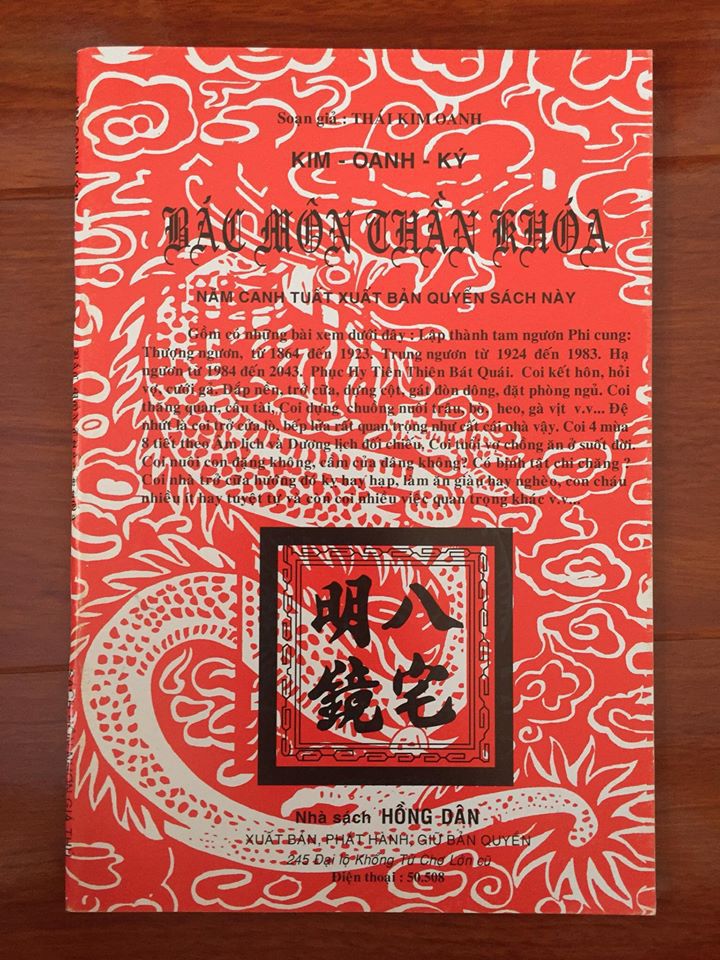 Soạn giả : THÁI KIM OANH
KIM - OANH - KÝ
BÁC MÔN THẦN KHÓA
NĂM CANH TUẤT XUẤT BẢN QUYỂN SÁCH NÀY
Gồm có những bài xem dưới đây : Lập thành tam ngươn Phi cung:
Thượng ngươn, từ 1864 đến 1923. Trung ngươn từ 1924 đến 1983. Hạ
ngươn từ 1984 đến 2043. Phục Hy Tiên Thiên Bát Quái. Coi kết hôn, hỏi
vợ, cưới gả. Đắp nền, trở cửa, dựng cột, gát đòn dông, đặt phòng ngủ. Coi
thăng quan, cầu tài, Coi dựng chuồng nuôi trâu, bò, heo, gà vịt v.v... Đệ
nhứt là coi trở cửa lò, bếp lửa rất quan trọng như cất cái nhà vậy. Coi 4 mùa
8 tiết theo Âm lịch và Dương lịch đối chiếu, Coi tuổi vợ chồng ăn ở suốt đời.
Coi nuôi con đặng không, cầm của đặng không? Có bịnh tật chi chăng ?
Coi nhà trở cửa hướng đó kỵ hay hạp, làm ăn giàu hay nghèo, con cháu
nhiều ít hay tuyệt tự và còn coi nhiều việc quan trọng khác v.v...
八宅
明鏡
Nhà sách HỒNG DÂN
XUẤT BẢN, PHÁT HÀNH, GIỮ BẢN QUYỀN
245 Đại lộ Khổng Tử Chợ Lớn cũ
Điện thoại : 50.508